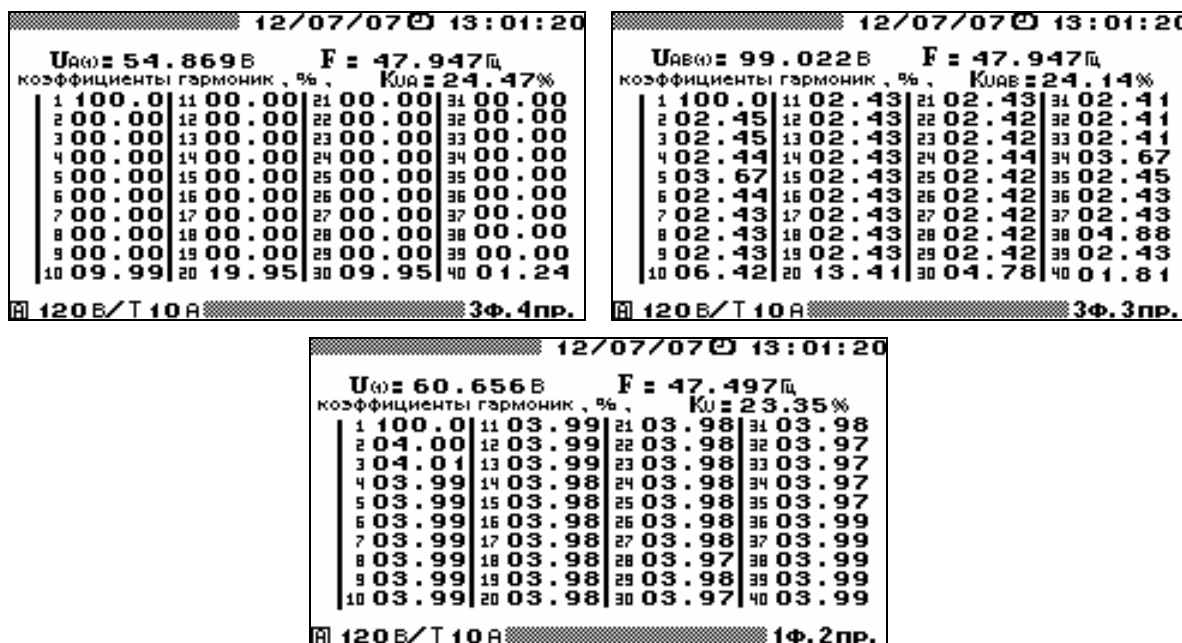 12/07/07 13:01:20
UA(1)= 54.869В F = 47.947Гц
коэффициенты гармоник, %, KUA=24.47%
1 100.0 11 00.00 21 00.00 31 00.00
2 00.00 12 00.00 22 00.00 32 00.00
3 00.00 13 00.00 23 00.00 33 00.00
4 00.00 14 00.00 24 00.00 34 00.00
5 00.00 15 00.00 25 00.00 35 00.00
6 00.00 16 00.00 26 00.00 36 00.00
7 00.00 17 00.00 27 00.00 37 00.00
8 00.00 18 00.00 28 00.00 38 00.00
9 00.00 19 00.00 29 00.00 39 00.00
10 09.99 20 19.95 30 09.95 40 01.24
A 120В/Т10А 3ф.4пр.
12/07/07 13:01:20
UAB(1)= 99.022В F = 47.947Гц
коэффициенты гармоник, %, KUAB=24.14%
1 100.0 11 02.43 21 02.43 31 02.41
2 02.45 12 02.43 22 02.42 32 02.41
3 02.45 13 02.43 23 02.42 33 02.41
4 02.44 14 02.43 24 02.44 34 03.67
5 03.67 15 02.43 25 02.42 35 02.45
6 02.44 16 02.43 26 02.42 36 02.43
7 02.43 17 02.43 27 02.42 37 02.43
8 02.43 18 02.43 28 02.42 38 04.88
9 02.43 19 02.43 29 02.42 39 02.43
10 06.42 20 13.41 30 04.78 40 01.81
A 120В/Т10А 3ф.3пр.
12/07/07 13:01:20
U(1)= 60.656В F = 47.497Гц
коэффициенты гармоник, %, KU=23.35%
1 100.0 11 03.99 21 03.98 31 03.98
2 04.00 12 03.99 22 03.98 32 03.97
3 04.01 13 03.99 23 03.98 33 03.97
4 03.99 14 03.98 24 03.98 34 03.97
5 03.99 15 03.98 25 03.98 35 03.97
6 03.99 16 03.98 26 03.98 36 03.99
7 03.99 17 03.98 27 03.98 37 03.99
8 03.99 18 03.98 28 03.97 38 03.99
9 03.99 19 03.98 29 03.98 39 03.99
10 03.99 20 03.98 30 03.97 40 03.99
A 120В/Т10А 1ф.2пр.